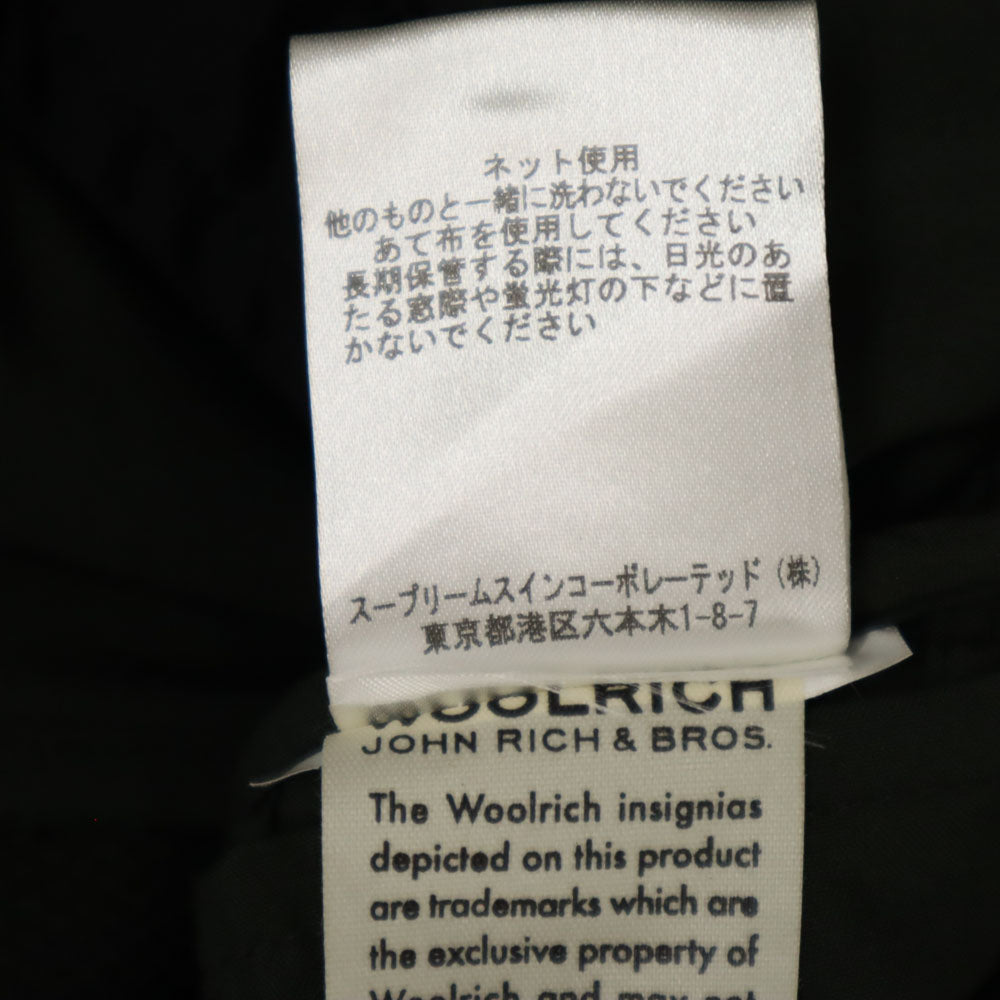 ネット使用
他のものと一緒に洗わないでください
あて布を使用してください
長期保管する際には、日光のあ
たる窓際や蛍光灯の下などに置
かないでください
スープリームスインコーポレーテッド（株）
東京都港区六本木1-8-7
WOOLRICH
JOHN RICH & BROS.
The Woolrich insignias
depicted on this product
are trademarks which are
the exclusive property of
Woolrich and may not